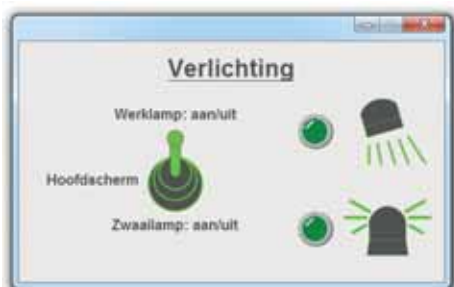 Verlichting
Werklamp: aan/uit
Hoofdscherm
Zwaailamp: aan/uit